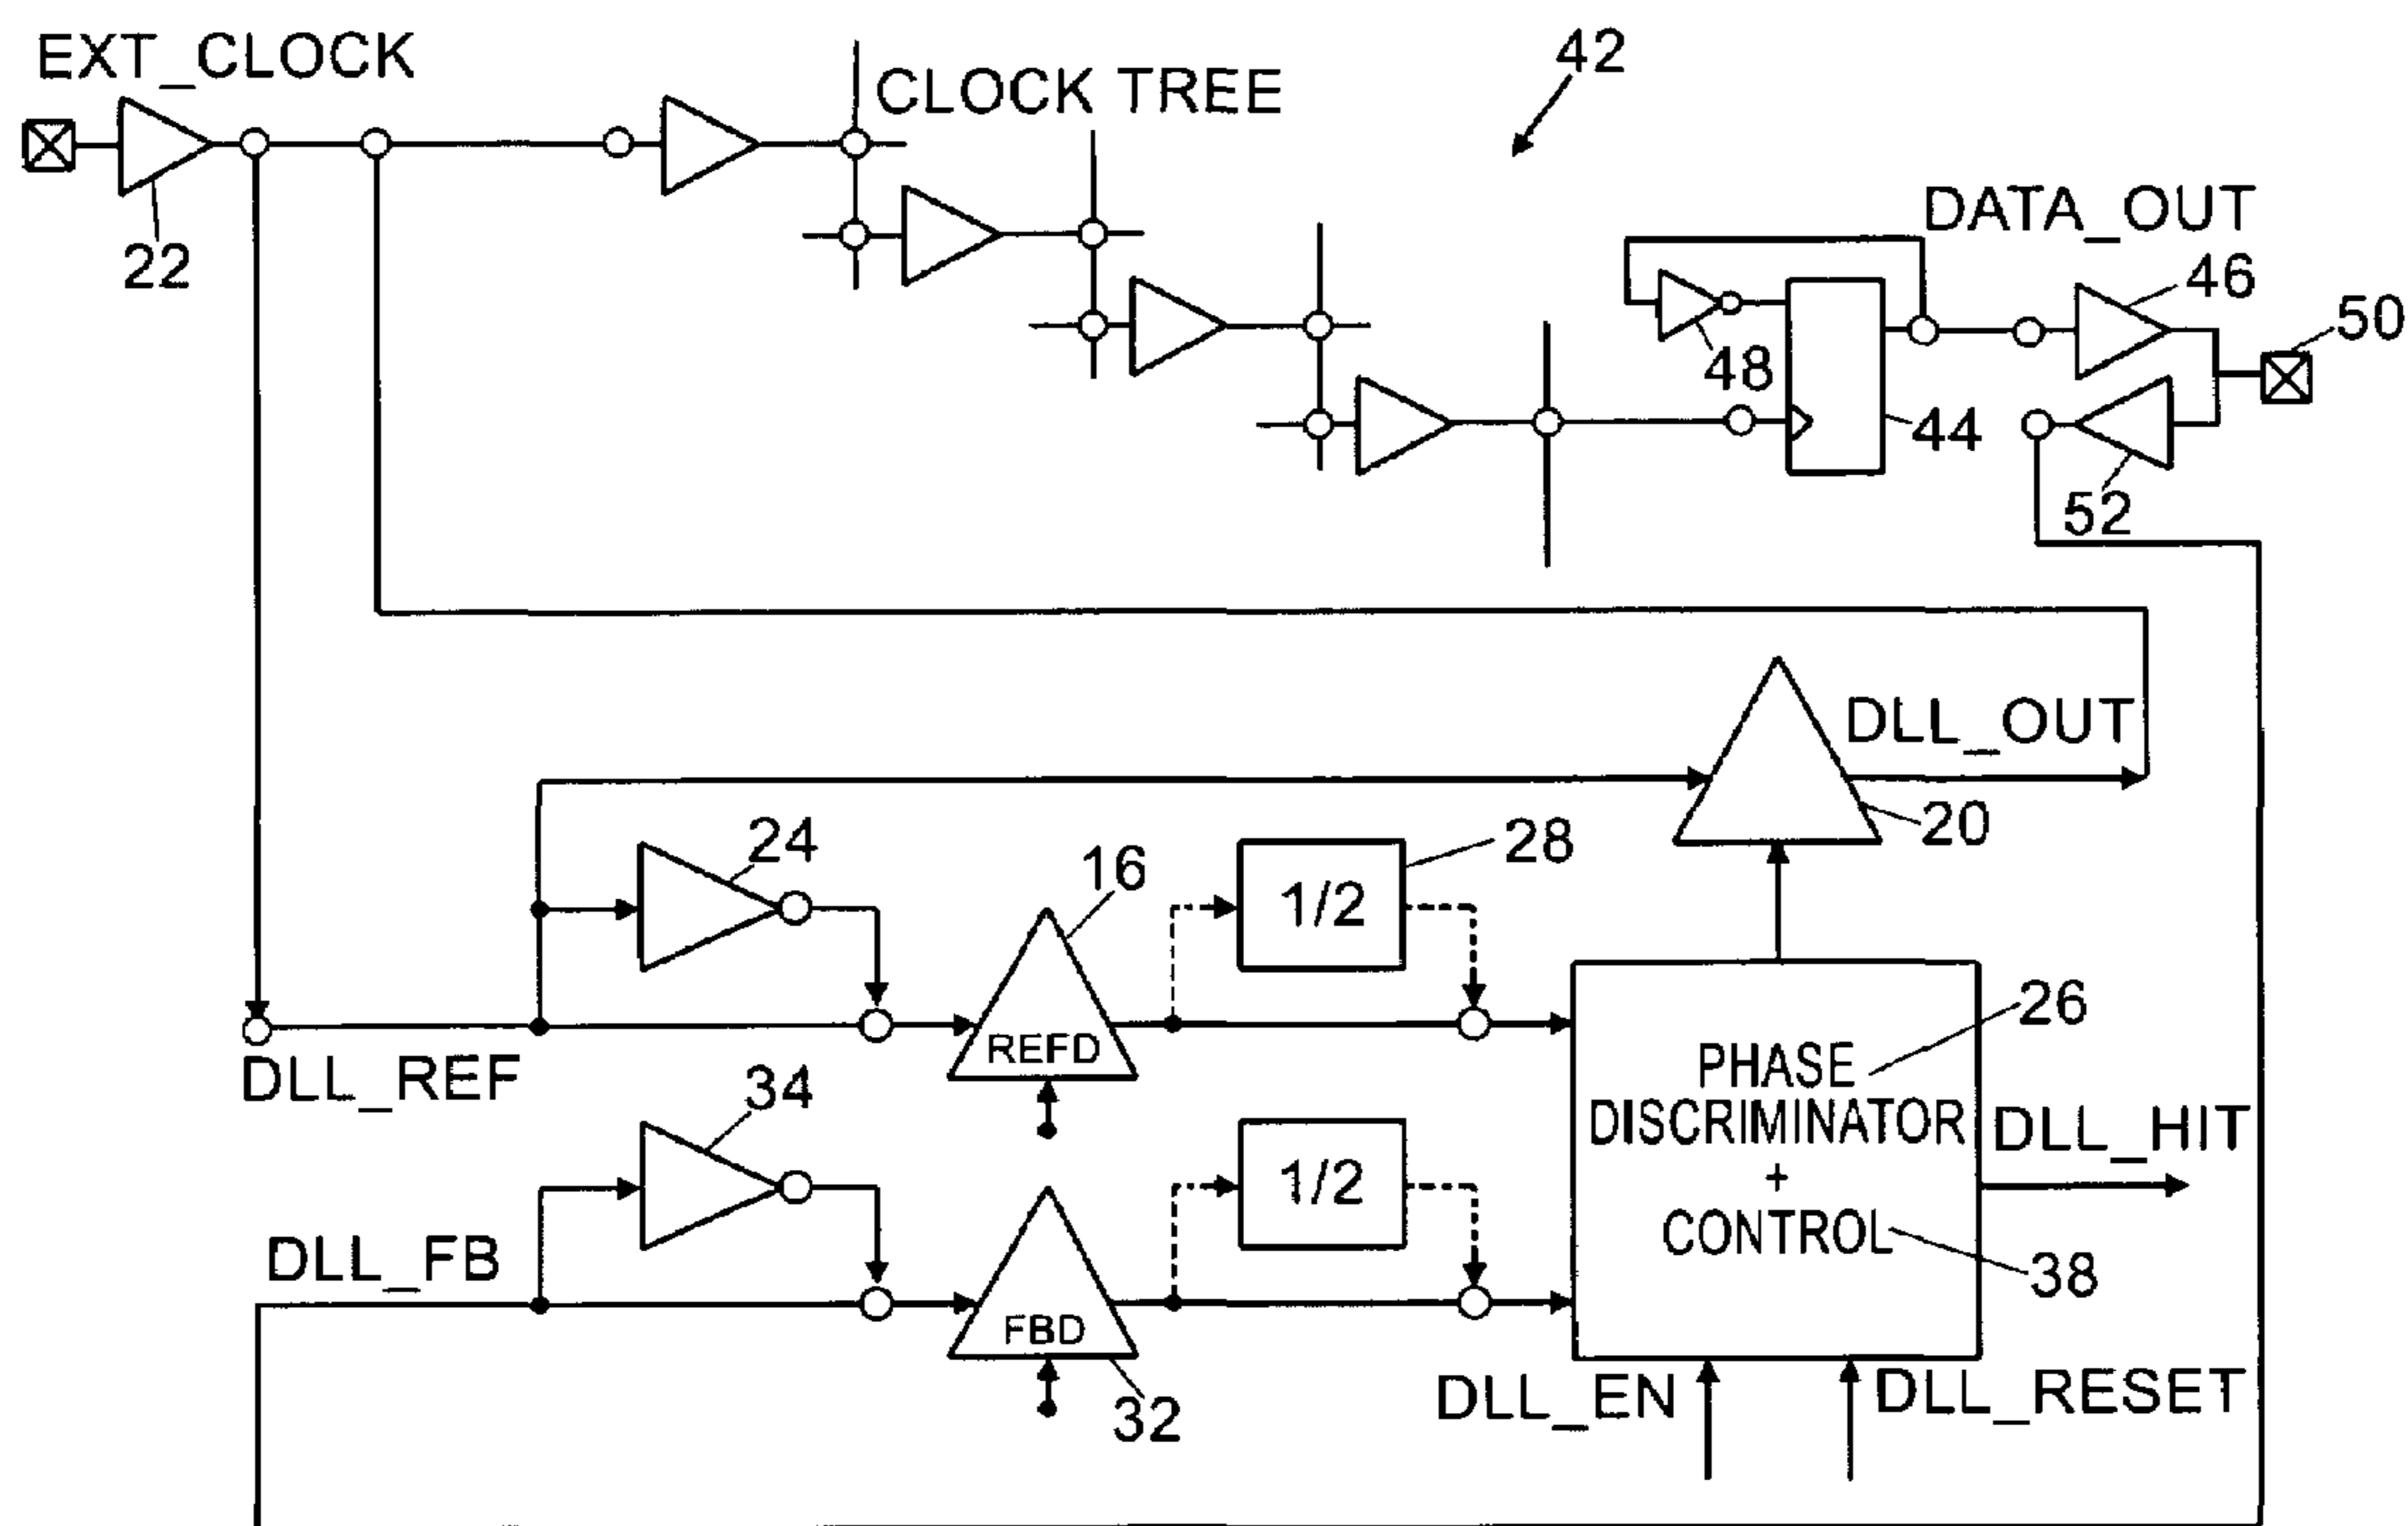 EXT_CLOCK
CLOCK TREE
42
22
DATA_OUT
46
50
48
44
52
DLL_OUT
20
24
16
28
1/2
REFD
DLL_REF
26
PHASE
DISCRIMINATOR
+
CONTROL
DLL_HIT
38
34
1/2
DLL_FB
FBD
32
DLL_EN
DLL_RESET